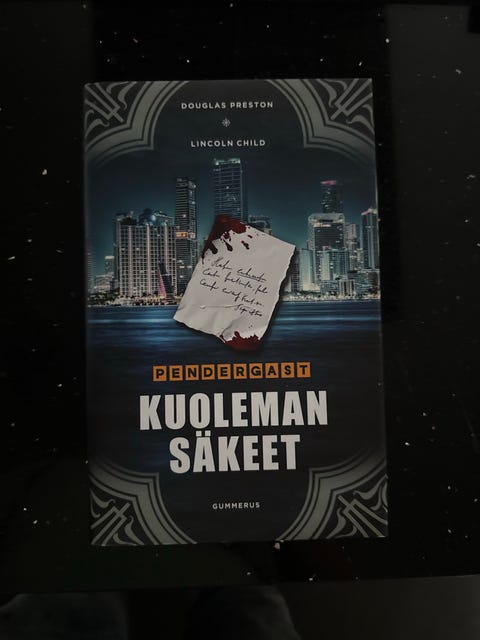 DOUGLAS PRESTON
LINCOLN CHILD
PENDERGAST
KUOLEMAN
SÄKEET
GUMMERUS